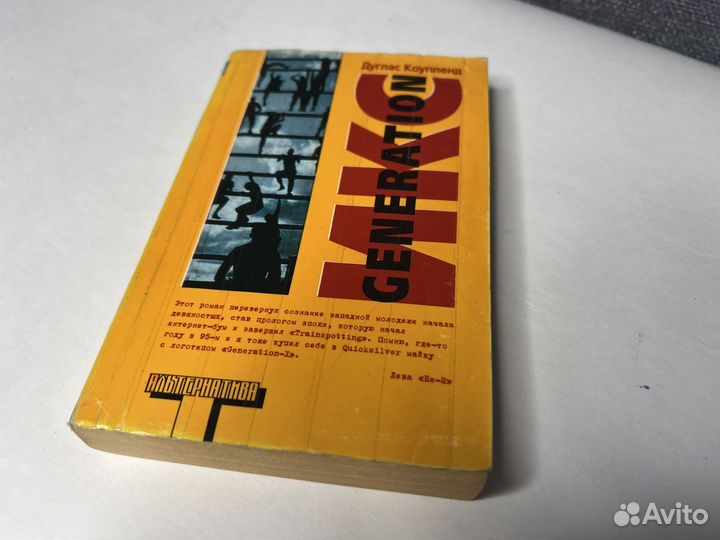 Дуглас Коупленд
GENERATION
ИКС
Этот роман перевернул сознание западной молодежи начала
девяностых, став прологом эпохи, которую начал
интернет-бум и завершил «Trainspotting». Помню, где-то
году в 95-м и я тоже купил себе в Quicksilver майку
с логотипом «Generation-X».
Лева «Би-2»
АЛЬТЕРНАТИВА
Avito